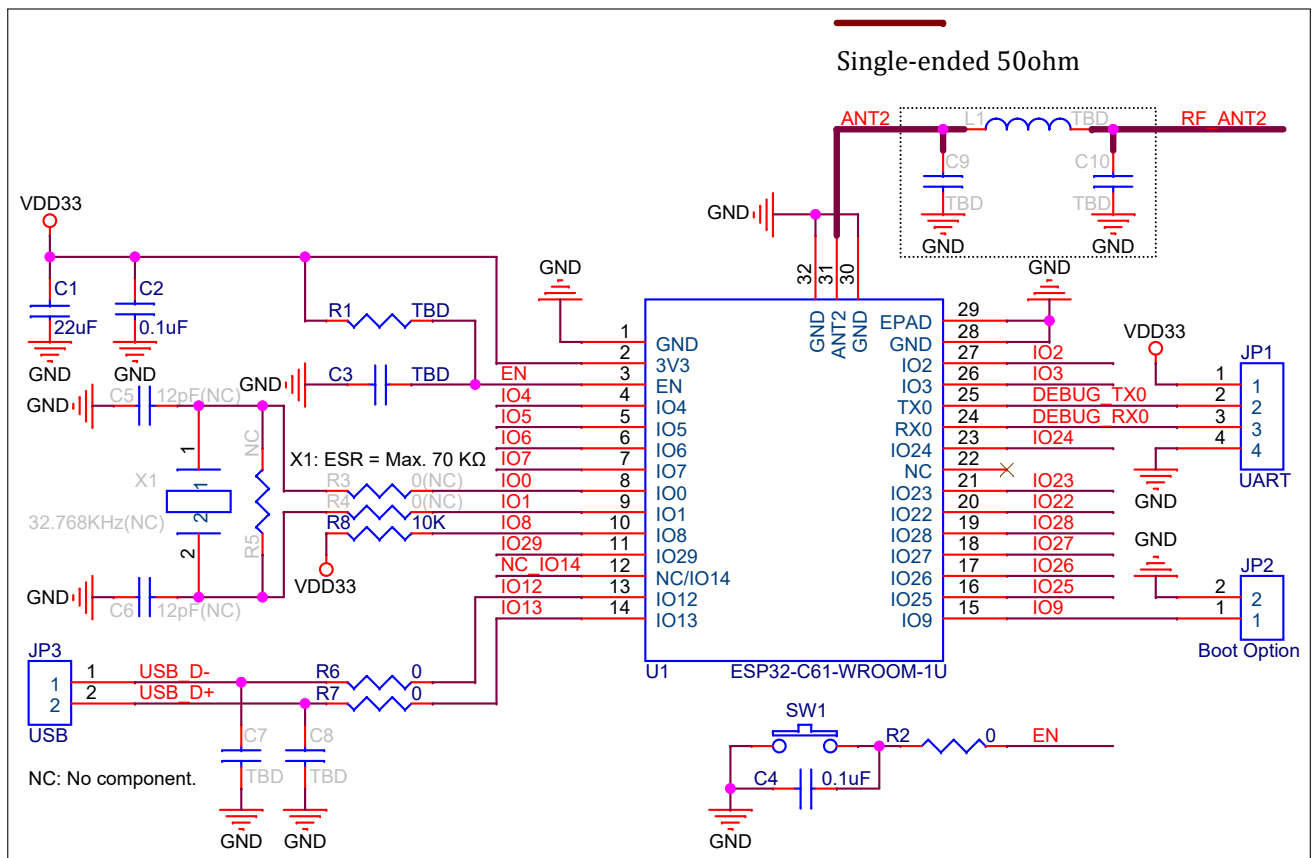 Single-ended 50ohm
ANT2
L1
TBD
RF_ANT2
C9
TBD
C10
TBD
GND
GND
GND
32
31
30
GND
ANT2
GND
VDD33
C1
22uF
C2
0.1uF
GND
GND
R1
TBD
GND
C3
TBD
GND
EN
IO4
IO5
IO6
IO7
IO0
IO1
IO8
IO29
NC_IO14
IO12
IO13
1
2
3
4
5
6
7
8
9
10
11
12
13
14
GND
3V3
EN
IO4
IO5
IO6
IO7
IO0
IO1
IO8
IO29
NC/IO14
IO12
IO13
EPAD
GND
IO2
IO3
TX0
RX0
IO24
NC
IO23
IO22
IO28
IO27
IO26
IO25
IO9
29
28
27
26
25
24
23
22
21
20
19
18
17
16
15
GND
IO2
IO3
DEBUG_TX0
DEBUG_RX0
IO24
IO23
IO22
IO28
IO27
IO26
IO25
IO9
U1
ESP32-C61-WROOM-1U
VDD33
JP1
1
2
3
4
1
2
3
4
GND
UART
GND
JP2
2
1
2
1
Boot Option
GND
C5
12pF(NC)
1
X1
1
2
32.768KHz(NC)
2
NC
R5
X1: ESR = Max. 70 KΩ
R3
0(NC)
R4
0(NC)
R8
10K
VDD33
GND
C6
12pF(NC)
JP3
1
2
1
2
USB
USB_D-
USB_D+
R6
0
R7
0
C7
TBD
C8
TBD
GND
GND
NC: No component.
SW1
R2
0
EN
C4
0.1uF
GND